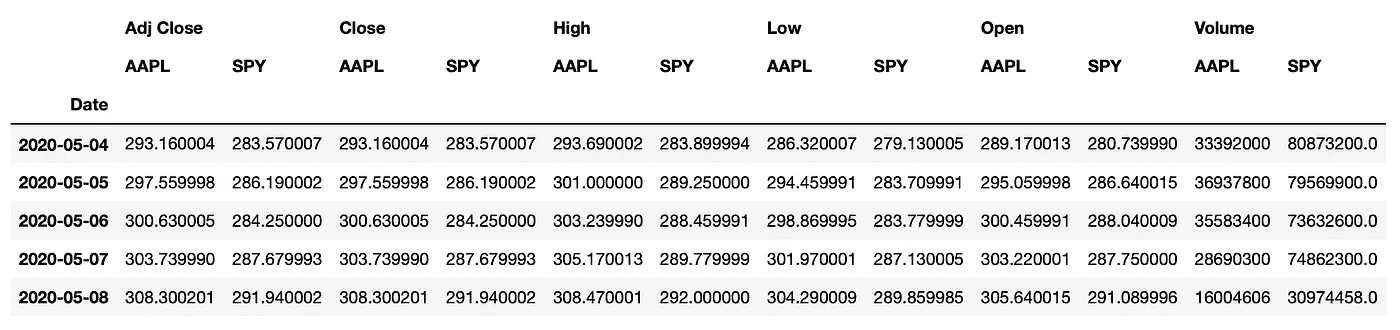 Adj Close Close High Low Open Volume
AAPL SPY AAPL SPY AAPL SPY AAPL SPY AAPL SPY AAPL SPY
Date
2020-05-04 293.160004 283.570007 293.160004 283.570007 293.690002 283.899994 286.320007 279.130005 289.170013 280.739990 33392000 80873200.0
2020-05-05 297.559998 286.190002 297.559998 286.190002 301.000000 289.250000 294.459991 283.709991 295.059998 286.640015 36937800 79569900.0
2020-05-06 300.630005 284.250000 300.630005 284.250000 303.239990 288.459991 298.869995 283.779999 300.459991 288.040009 35583400 73632600.0
2020-05-07 303.739990 287.679993 303.739990 287.679993 305.170013 289.779999 301.970001 287.130005 303.220001 287.750000 28690300 74862300.0
2020-05-08 308.300201 291.940002 308.300201 291.940002 308.470001 292.000000 304.290009 289.859985 305.640015 291.089996 16004606 30974458.0